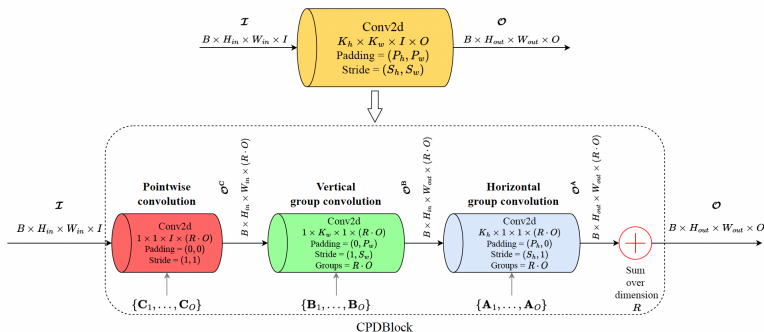 𝓘
B × H_in × W_in × I
Conv2d
K_h × K_w × I × O
Padding = (P_h, P_w)
Stride = (S_h, S_w)
𝓞
B × H_out × W_out × O
Pointwise
convolution
Vertical
group convolution
Horizontal
group convolution
𝓘
B × H_in × W_in × I
Conv2d
1 × 1 × I × (R · O)
Padding = (0, 0)
Stride = (1, 1)
{C_1, . . . , C_O}
𝓞^C
B × H_in × W_in × (R · O)
Conv2d
1 × K_w × 1 × (R · O)
Padding = (0, P_w)
Stride = (1, S_w)
Groups = R · O
{B_1, . . . , B_O}
𝓞^B
B × H_in × W_out × (R · O)
Conv2d
K_h × 1 × 1 × (R · O)
Padding = (P_h, 0)
Stride = (S_h, 1)
Groups = R · O
{A_1, . . . , A_O}
𝓞^A
B × H_out × W_out × (R · O)
Sum
over
dimension
R
𝓞
B × H_out × W_out × O
CPDBlock